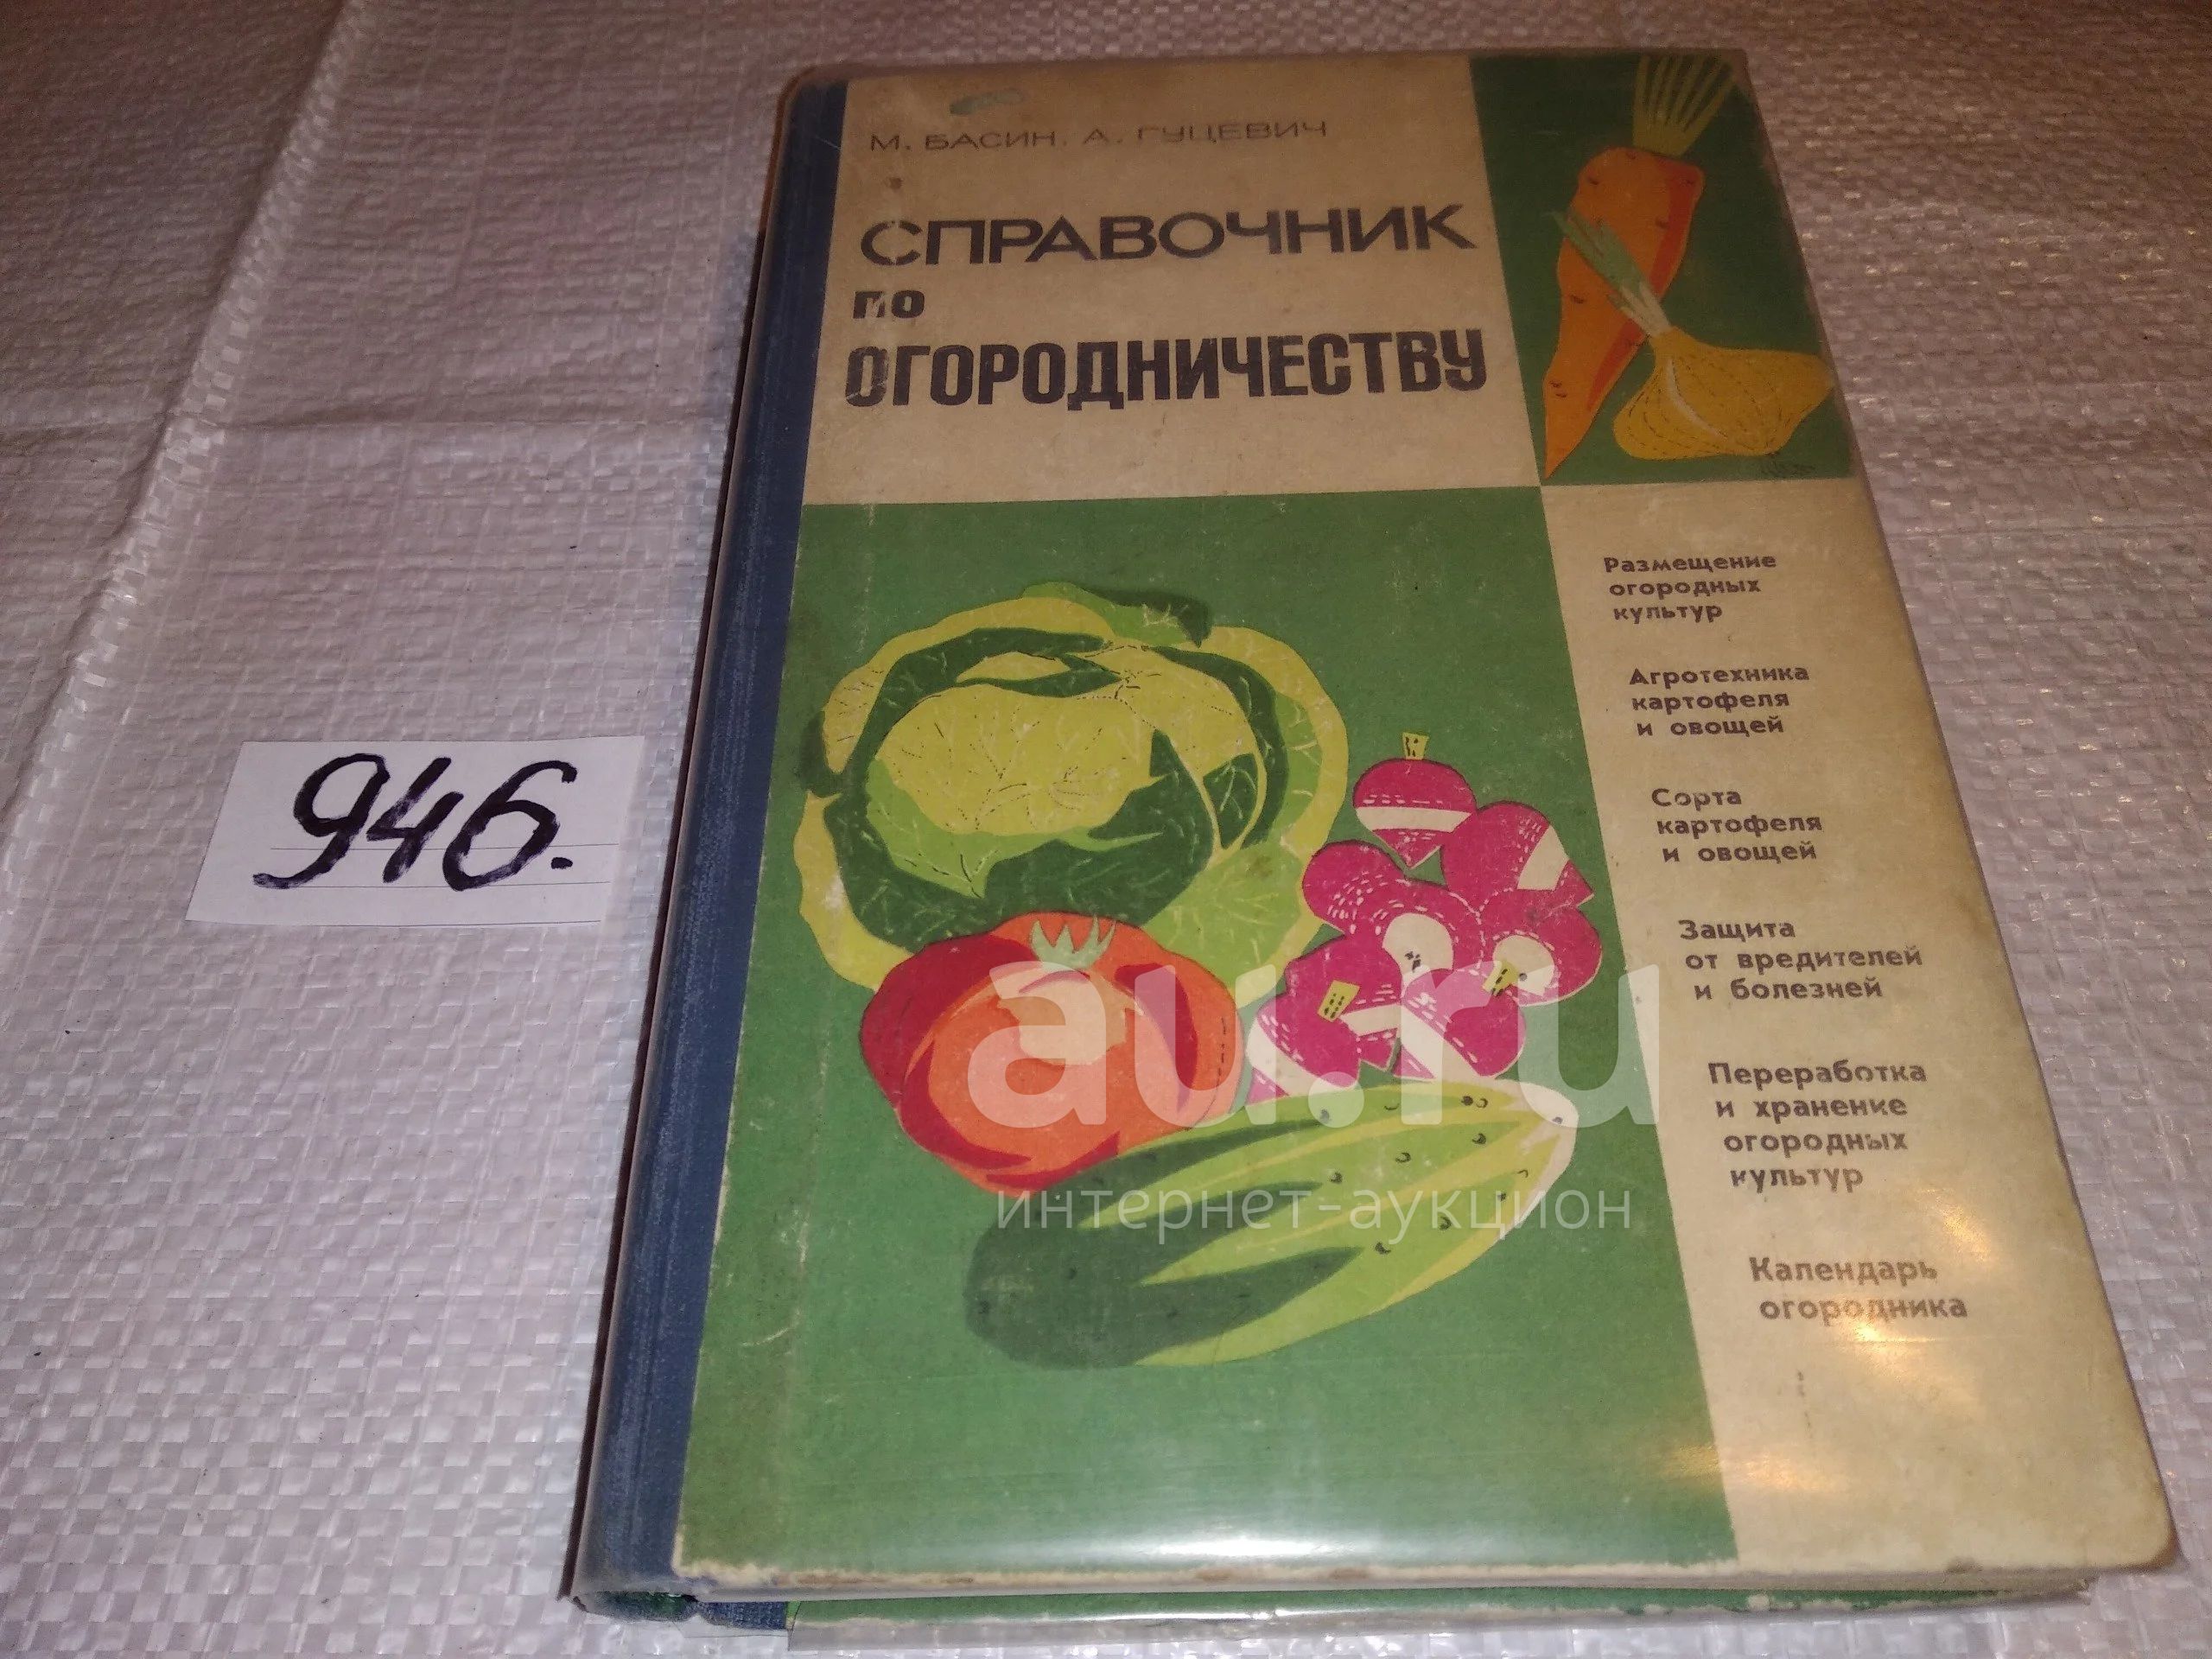 М. БАСИН, А. ГУЦЕВИЧ
СПРАВОЧНИК
ПО
ОГОРОДНИЧЕСТВУ
Размещение
огородных
культур
Агротехника
картофеля
и овощей
Сорта
картофеля
и овощей
Защита
от вредителей
и болезней
Переработка
и хранение
огородных
культур
Календарь
огородника
946.
au.ru
интернет-аукцион